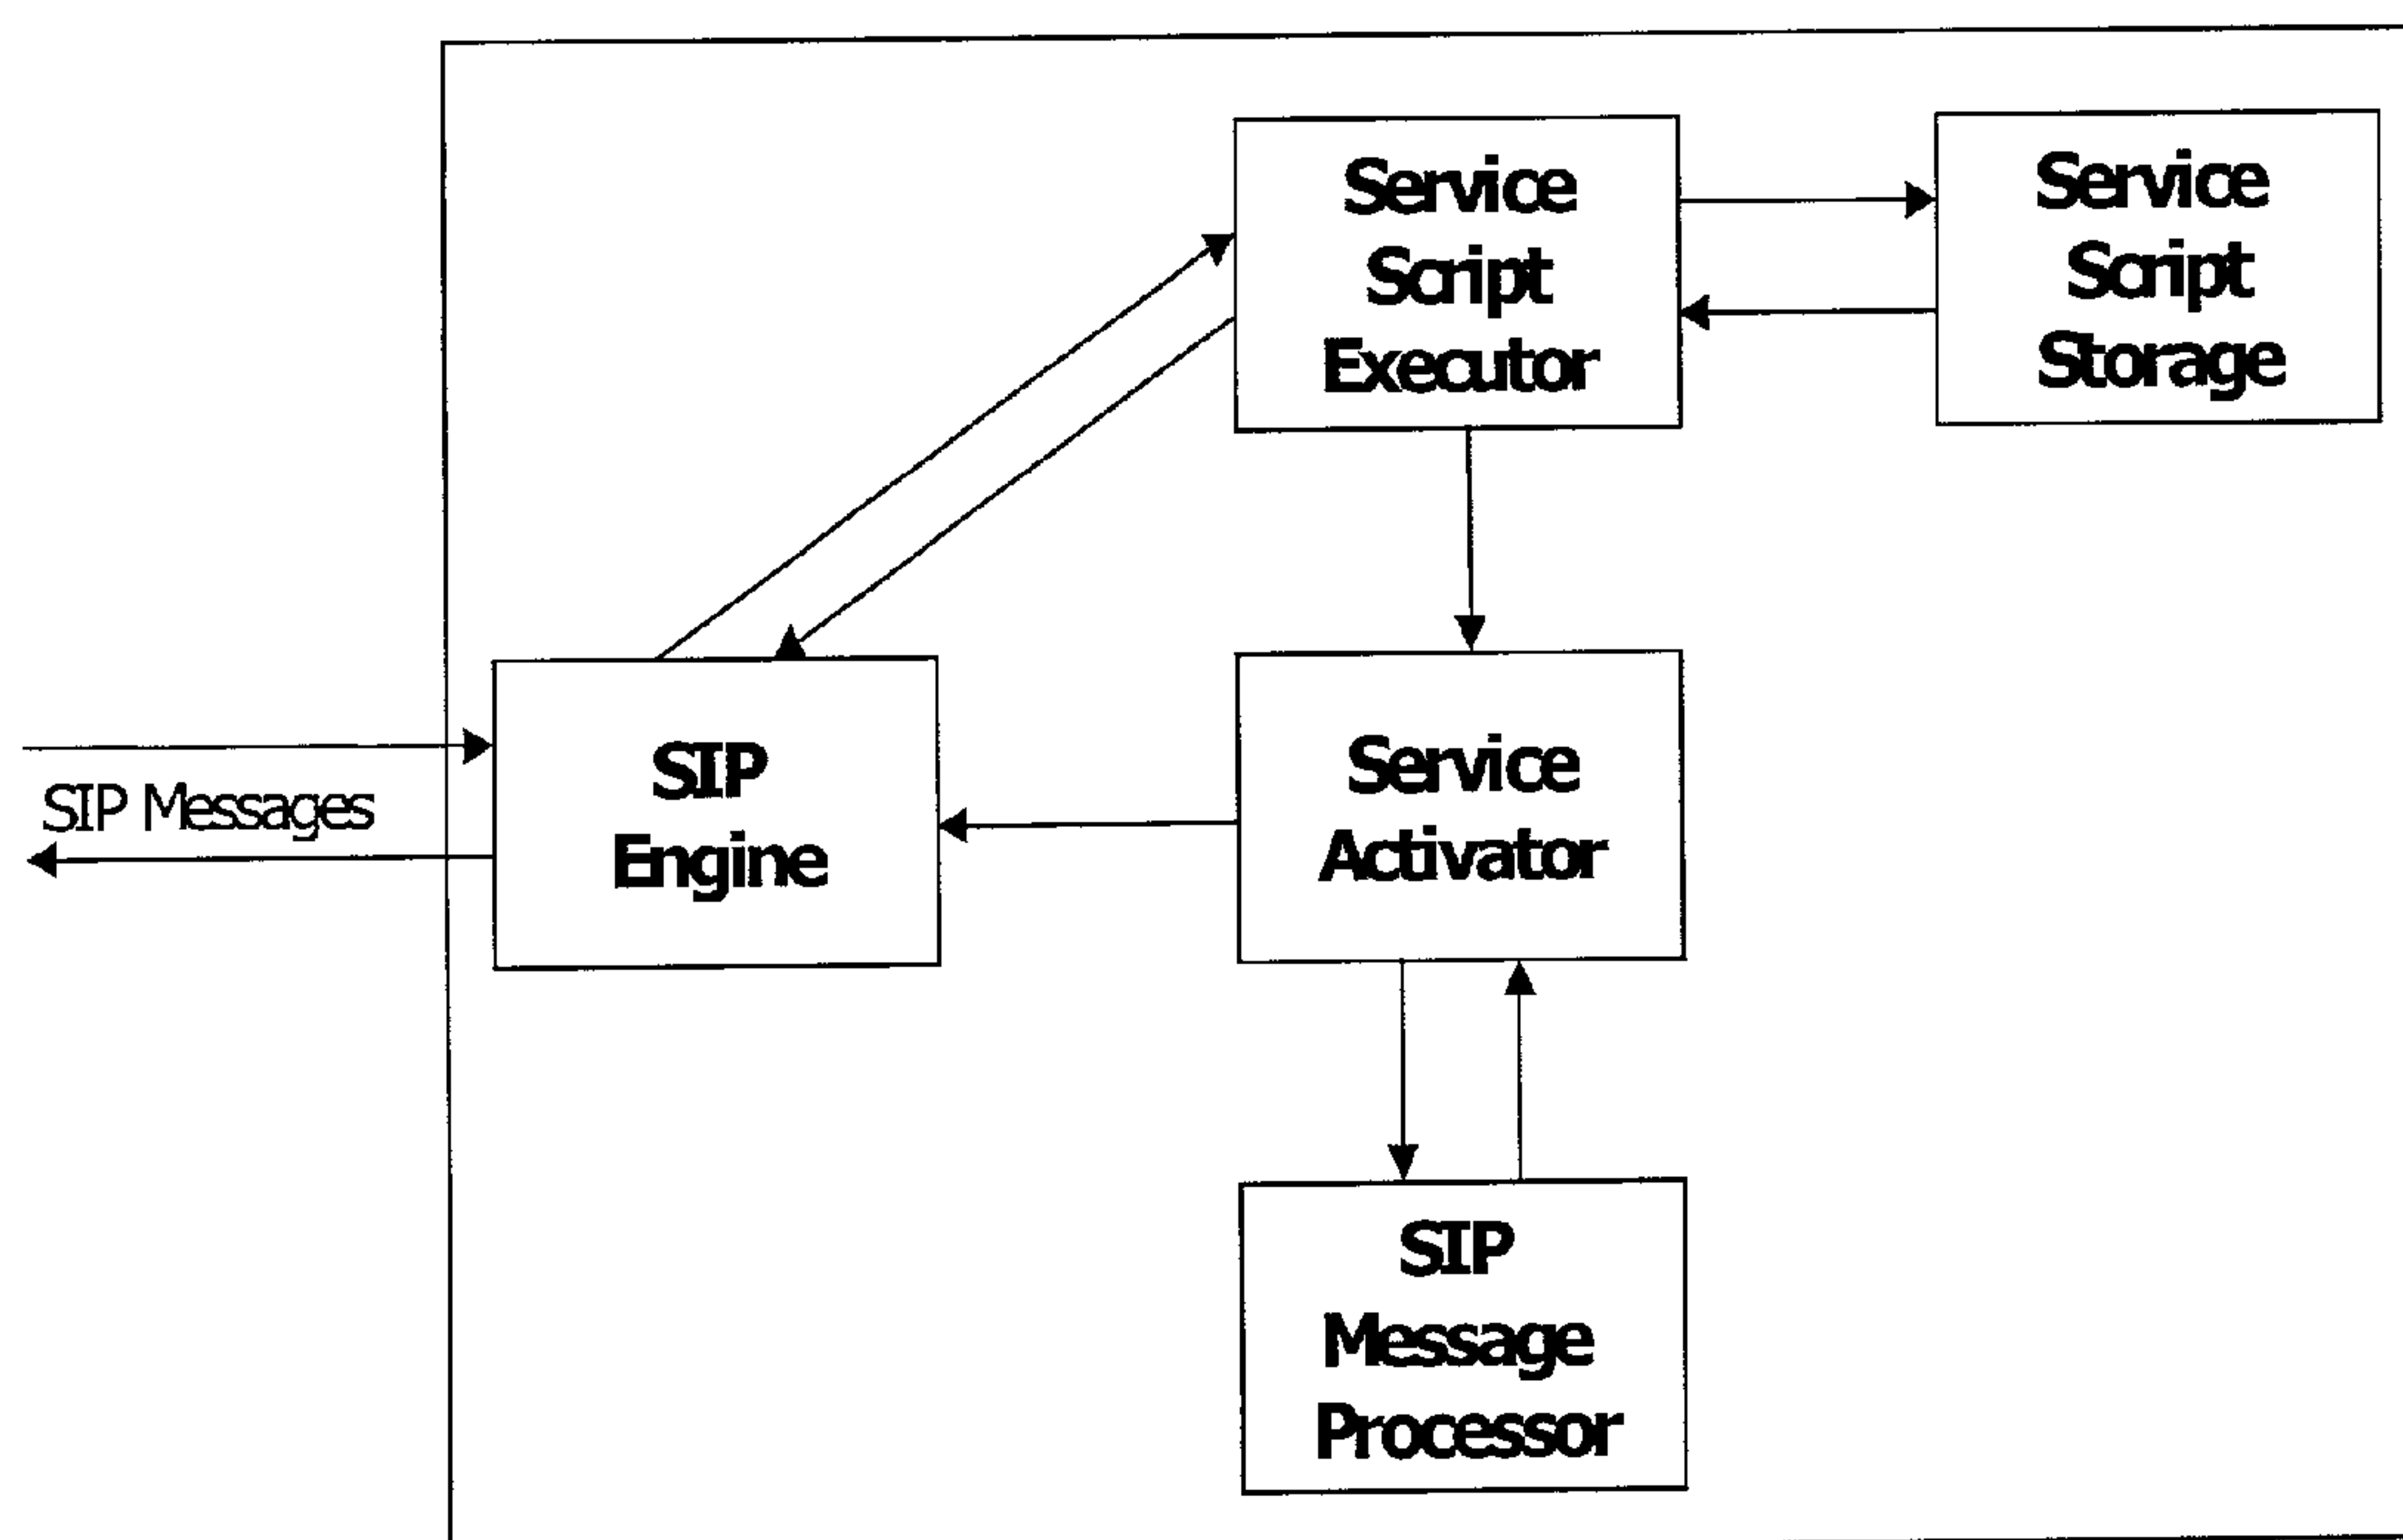 Service
Script
Executor
Service
Script
Storage
SIP Messages
SIP
Engine
Service
Activator
SIP
Message
Processor